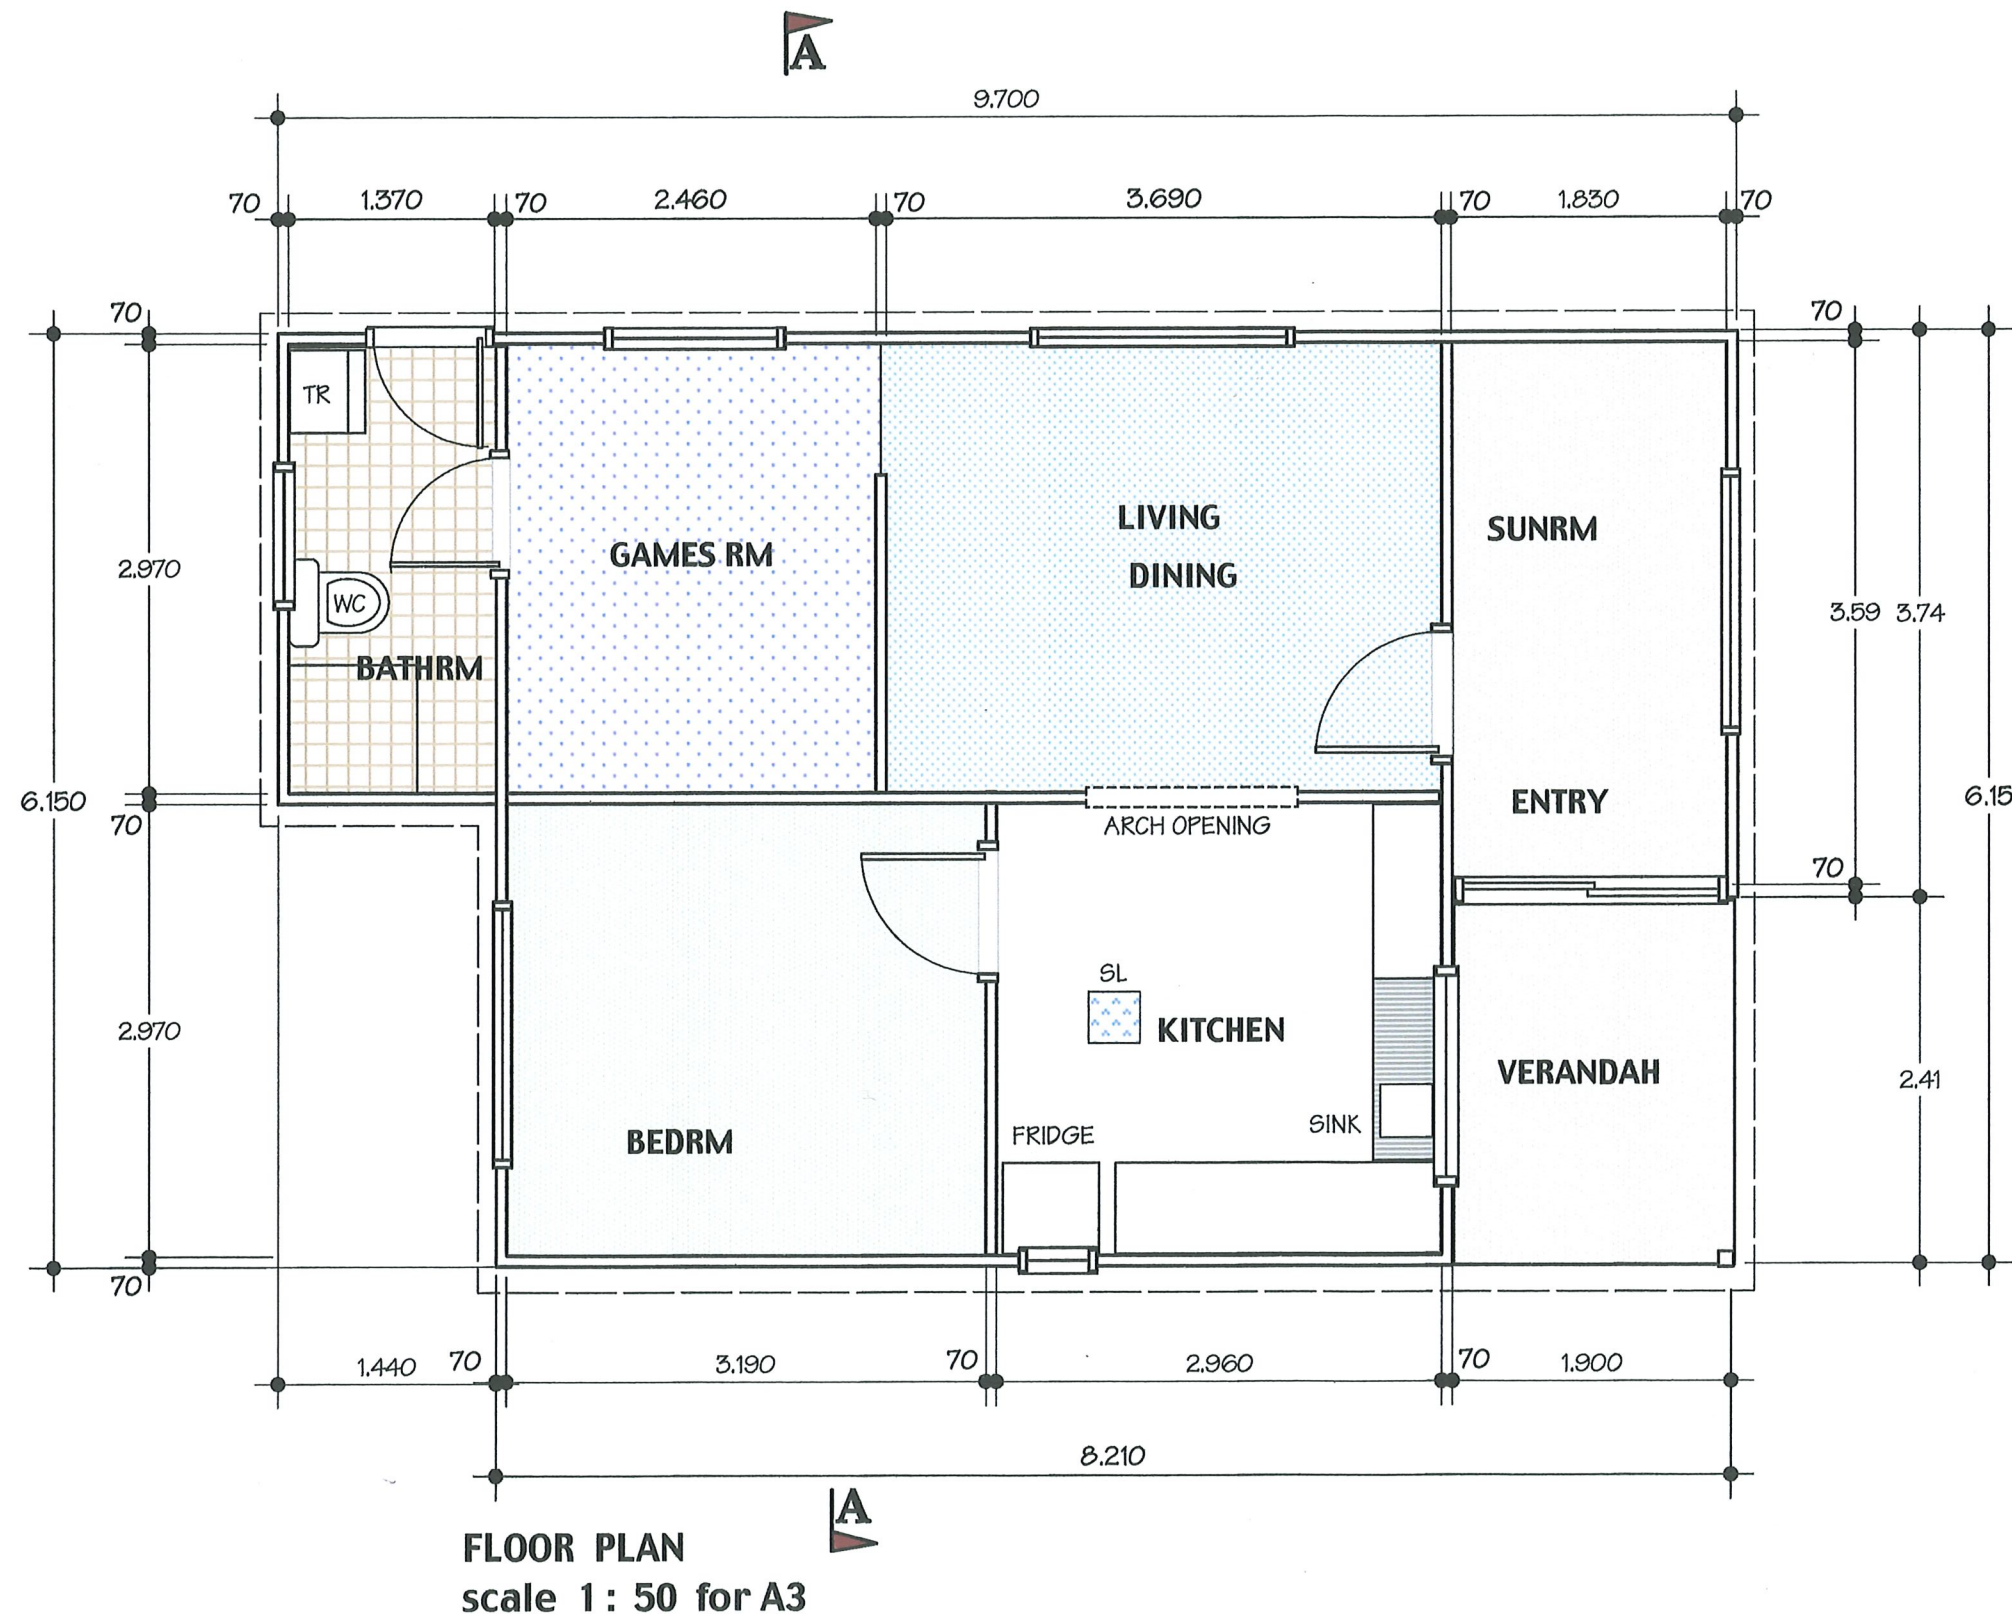 A
9.700
70 1.370 70 2.460 70 3.690 70 1.830 70
70
70
TR
LIVING
SUNRM
GAMES RM
DINING
2.970
WC
3.59 3.74
BATHRM
6.150
ENTRY
6.15
70
ARCH OPENING
70
SL
2.970
KITCHEN
VERANDAH
2.41
BEDRM
FRIDGE
SINK
70
1.440 70 3.190 70 2.960 70 1.900
8.210
A
FLOOR PLAN
scale 1 : 50 for A3